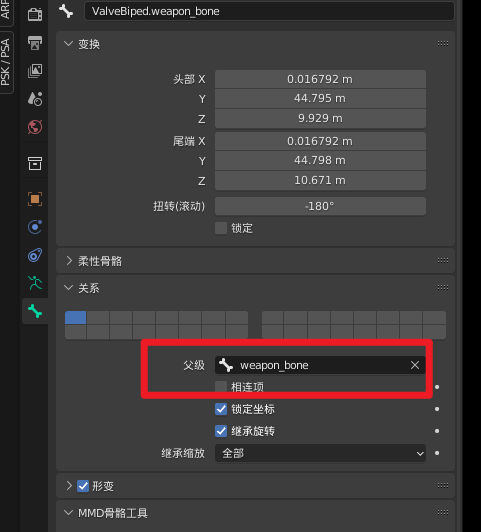 ARP
PSK / PSA
ValveBiped.weapon_bone
变换
头部 X 0.016792 m
Y 44.795 m
Z 9.929 m
尾端 X 0.016792 m
Y 44.798 m
Z 10.671 m
扭转(滚动) -180°
锁定
柔性骨骼
关系
父级 weapon_bone
相连项
锁定坐标
继承旋转
继承缩放 全部
形变
MMD骨骼工具